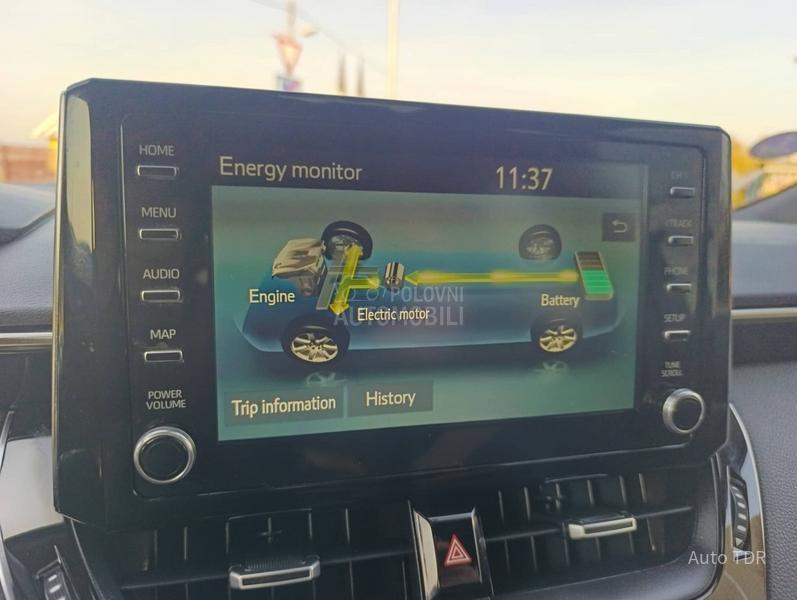 HOME
MENU
AUDIO
MAP
POWER
VOLUME
Energy monitor
11:37
Engine
Electric motor
Battery
Trip information
History
TRACK
PHONE
SETUP
TUNE
SCROLL
POLOVNI
AUTOMOBILI
Auto TDR